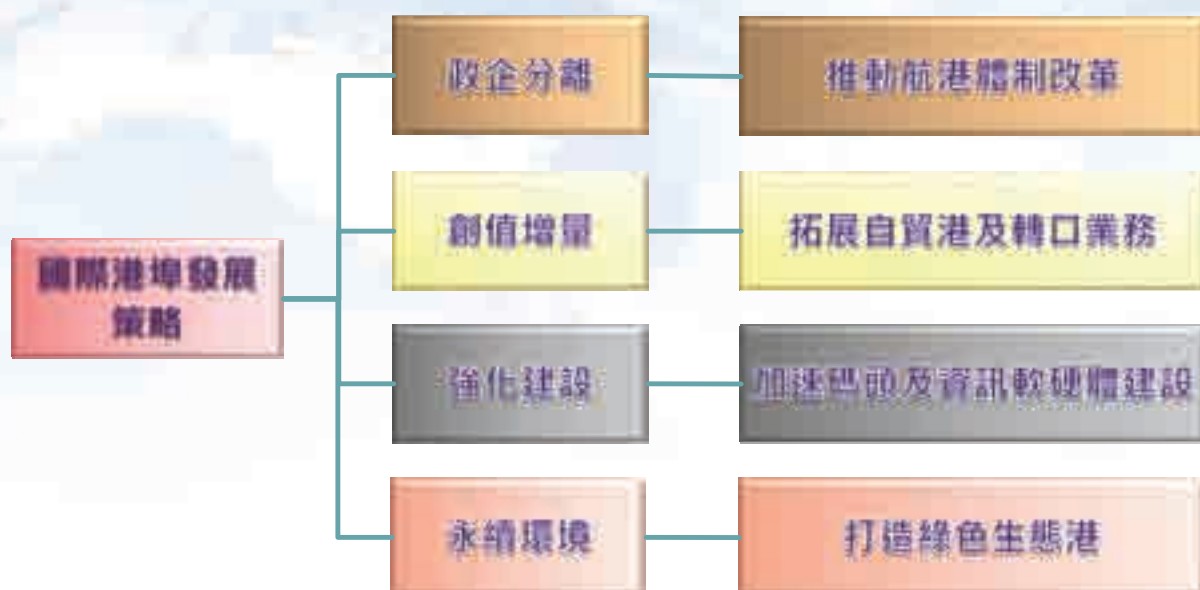 政企分離
推動航港體制改革
創值增量
拓展自貿港及轉口業務
國際港埠發展
策略
強化建設
加速碼頭及資訊軟硬體建設
永續環境
打造綠色生態港